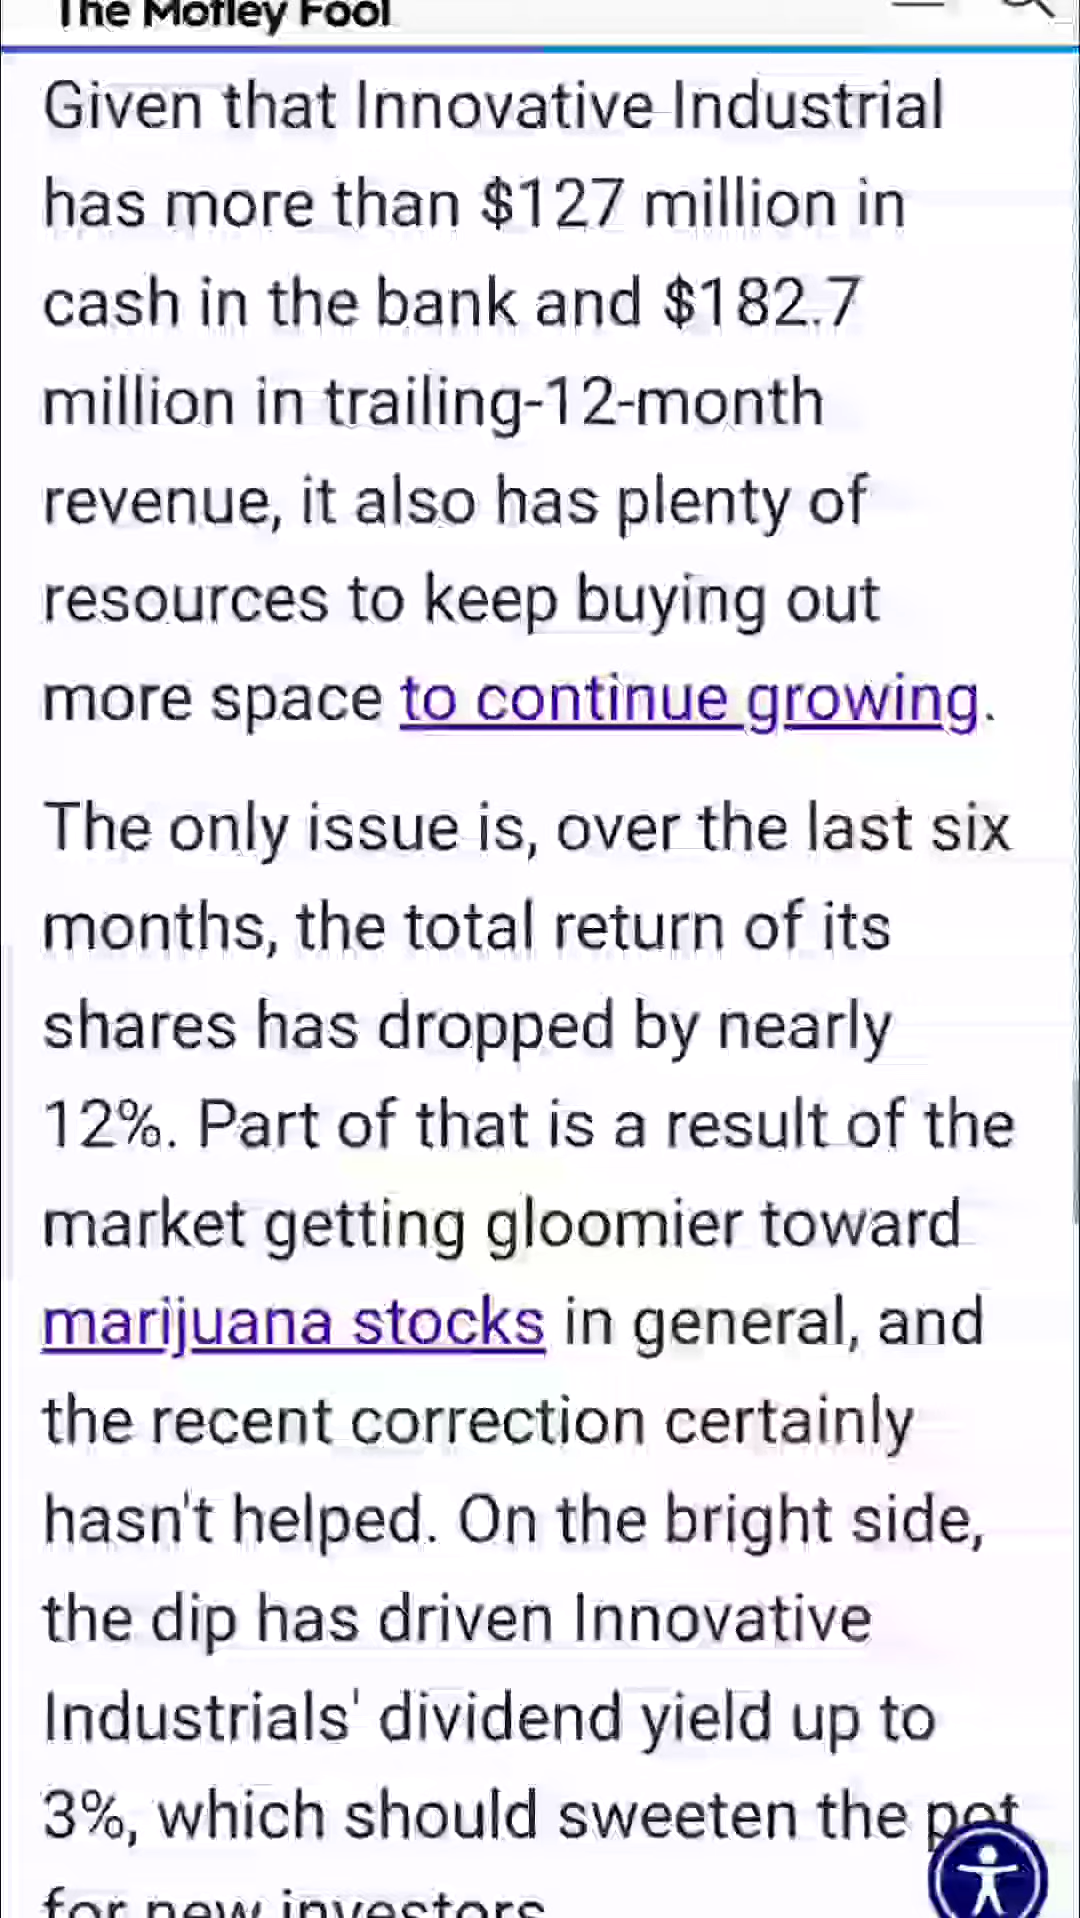 The Motley Fool
Given that Innovative Industrial
has more than $127 million in
cash in the bank and $182.7
million in trailing-12-month
revenue, it also has plenty of
resources to keep buying out
more space to continue growing.
The only issue is, over the last six
months, the total return of its
shares has dropped by nearly
12%. Part of that is a result of the
market getting gloomier toward
marijuana stocks in general, and
the recent correction certainly
hasn't helped. On the bright side,
the dip has driven Innovative
Industrials' dividend yield up to
3%, which should sweeten the pot
for new investors